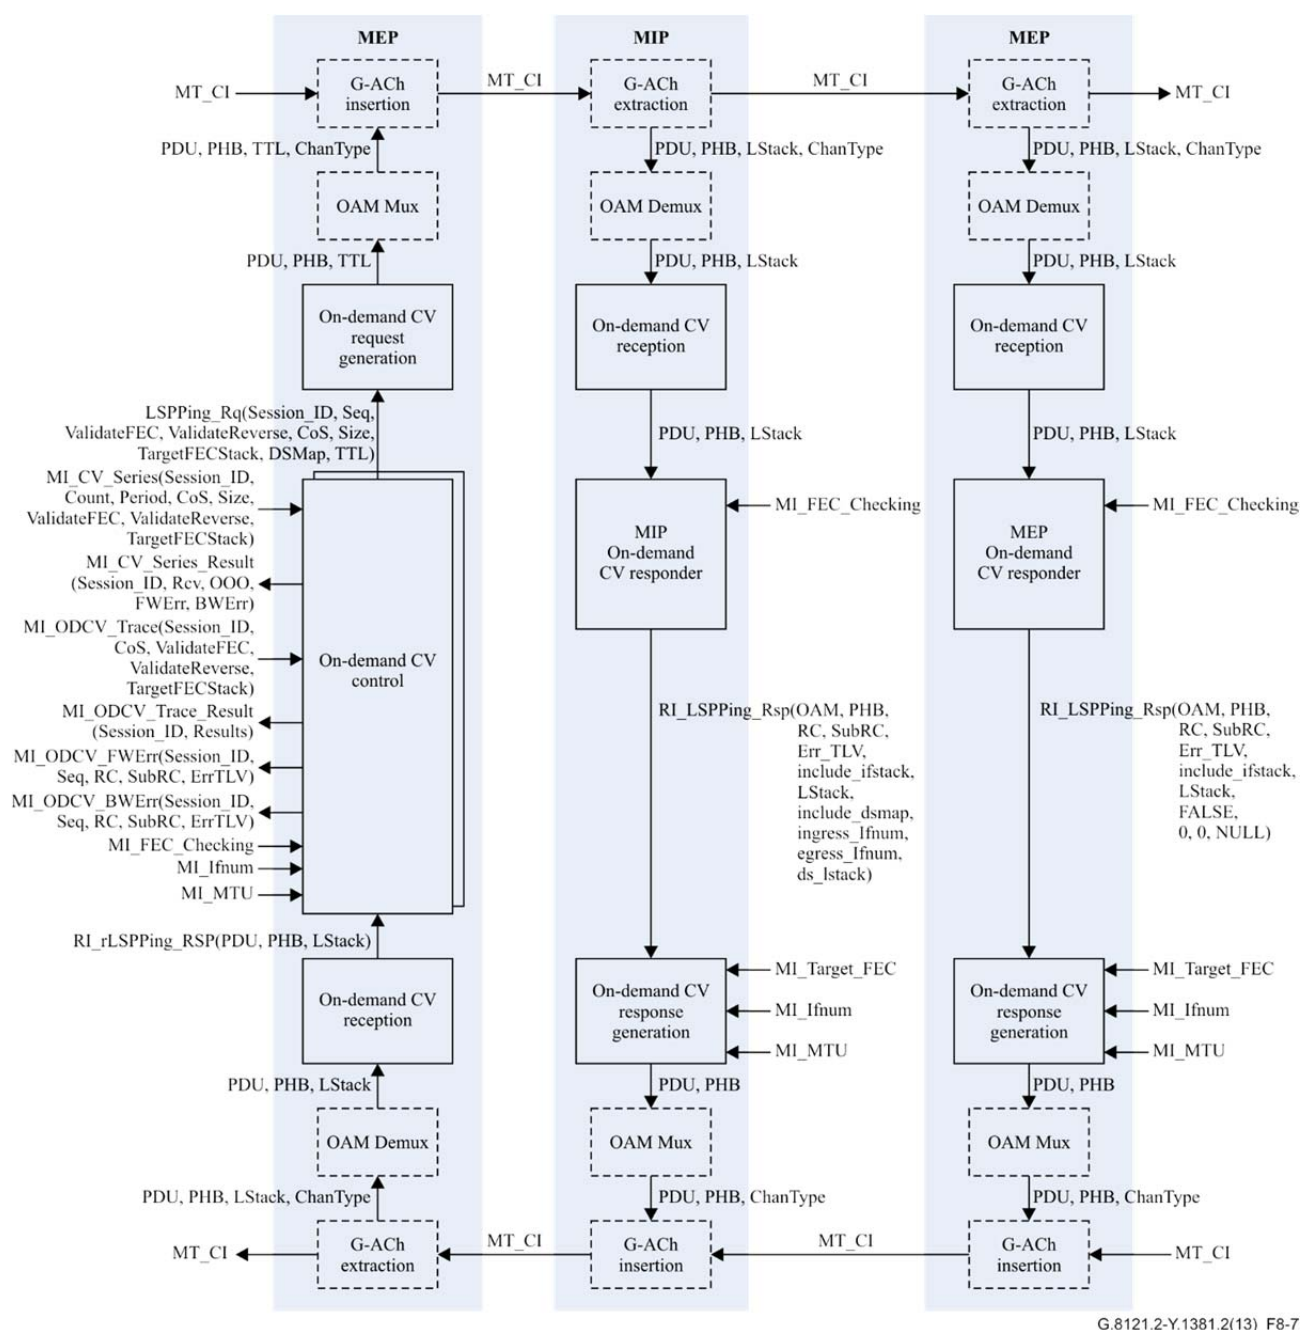 MEP
MIP
MEP
MT_CI
G-ACh
insertion
MT_CI
G-ACh
extraction
MT_CI
G-ACh
extraction
MT_CI
PDU, PHB, TTL, ChanType
PDU, PHB, LStack, ChanType
PDU, PHB, LStack, ChanType
OAM Mux
OAM Demux
OAM Demux
PDU, PHB, TTL
PDU, PHB, LStack
PDU, PHB, LStack
On-demand CV
request
generation
On-demand CV
reception
On-demand CV
reception
LSPPing_Rq(Session_ID, Seq,
ValidateFEC, ValidateReverse, CoS, Size,
TargetFECStack, DSMap, TTL)
PDU, PHB, LStack
PDU, PHB, LStack
MI_CV_Series(Session_ID,
Count, Period, CoS, Size,
ValidateFEC, ValidateReverse,
TargetFECStack)
MI_CV_Series_Result
(Session_ID, Rcv, OOO,
FWErr, BWErr)
MI_ODCV_Trace(Session_ID,
CoS, ValidateFEC,
ValidateReverse,
TargetFECStack)
MI_ODCV_Trace_Result
(Session_ID, Results)
MI_ODCV_FWErr(Session_ID,
Seq, RC, SubRC, ErrTLV)
MI_ODCV_BWErr(Session_ID,
Seq, RC, SubRC, ErrTLV)
MI_FEC_Checking
MI_Ifnum
MI_MTU
On-demand CV
control
MIP
On-demand
CV responder
MI_FEC_Checking
MEP
On-demand
CV responder
MI_FEC_Checking
RI_LSPPing_Rsp(OAM, PHB,
RC, SubRC,
Err_TLV,
include_ifstack,
LStack,
include_dsmap,
ingress_Ifnum,
egress_Ifnum,
ds_lstack)
RI_LSPPing_Rsp(OAM, PHB,
RC, SubRC,
Err_TLV,
include_ifstack,
LStack,
FALSE,
0, 0, NULL)
RI_rLSPPing_RSP(PDU, PHB, LStack)
On-demand CV
reception
On-demand CV
response
generation
MI_Target_FEC
MI_Ifnum
MI_MTU
On-demand CV
response
generation
MI_Target_FEC
MI_Ifnum
MI_MTU
PDU, PHB, LStack
PDU, PHB
PDU, PHB
OAM Demux
OAM Mux
OAM Mux
PDU, PHB, LStack, ChanType
PDU, PHB, ChanType
PDU, PHB, ChanType
MT_CI
G-ACh
extraction
MT_CI
G-ACh
insertion
MT_CI
G-ACh
insertion
MT_CI
G.8121.2-Y.1381.2(13)_F8-7